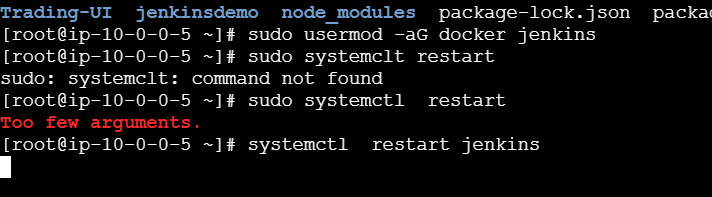 Trading-UI jenkinsdemo node_modules package-lock.json packa
[root@ip-10-0-0-5 ~]# sudo usermod -aG docker jenkins
[root@ip-10-0-0-5 ~]# sudo systemclt restart
sudo: systemclt: command not found
[root@ip-10-0-0-5 ~]# sudo systemctl  restart
Too few arguments.
[root@ip-10-0-0-5 ~]# systemctl  restart jenkins